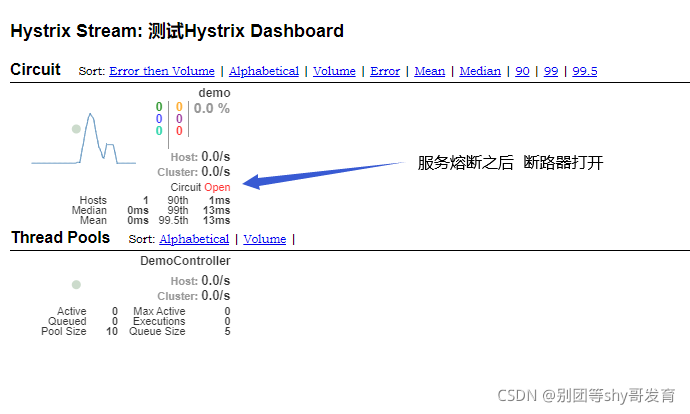 Hystrix Stream: 测试Hystrix Dashboard
Circuit Sort: Error then Volume | Alphabetical | Volume | Error | Mean | Median | 90 | 99 | 99.5
demo
0 0 0.0 %
0 0
0 0
Host: 0.0/s
Cluster: 0.0/s
Circuit Open
Hosts 1 90th 1ms
Median 0ms 99th 13ms
Mean 0ms 99.5th 13ms
服务熔断之后 断路器打开
Thread Pools Sort: Alphabetical | Volume |
DemoController
Host: 0.0/s
Cluster: 0.0/s
Active 0 Max Active 0
Queued 0 Executions 0
Pool Size 10 Queue Size 5
CSDN @别团等shy哥发育